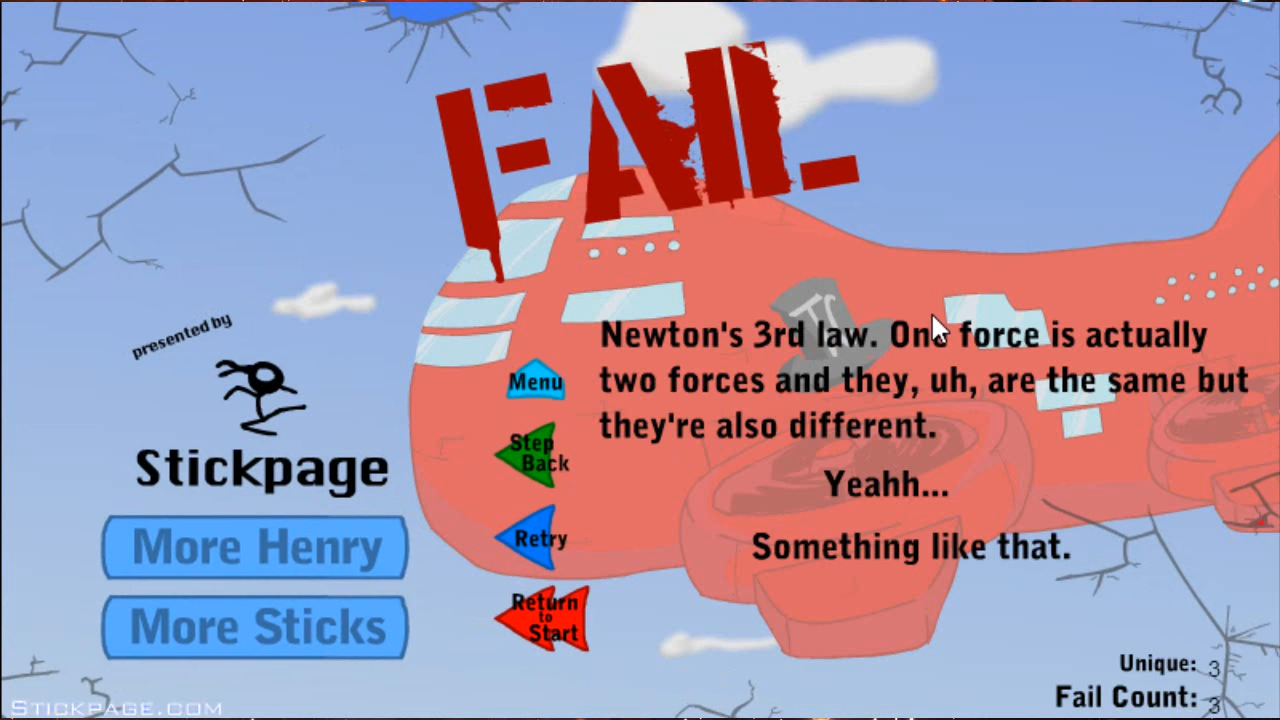 FAIL
presented by
Stickpage
More Henry
More Sticks
Menu
Step
Back
Retry
Return
to
Start
TS
Newton's 3rd law. One force is actually
two forces and they, uh, are the same but
they're also different.
Yeahh...
Something like that.
Unique: 3
Fail Count: 3
STICKPAGE.COM